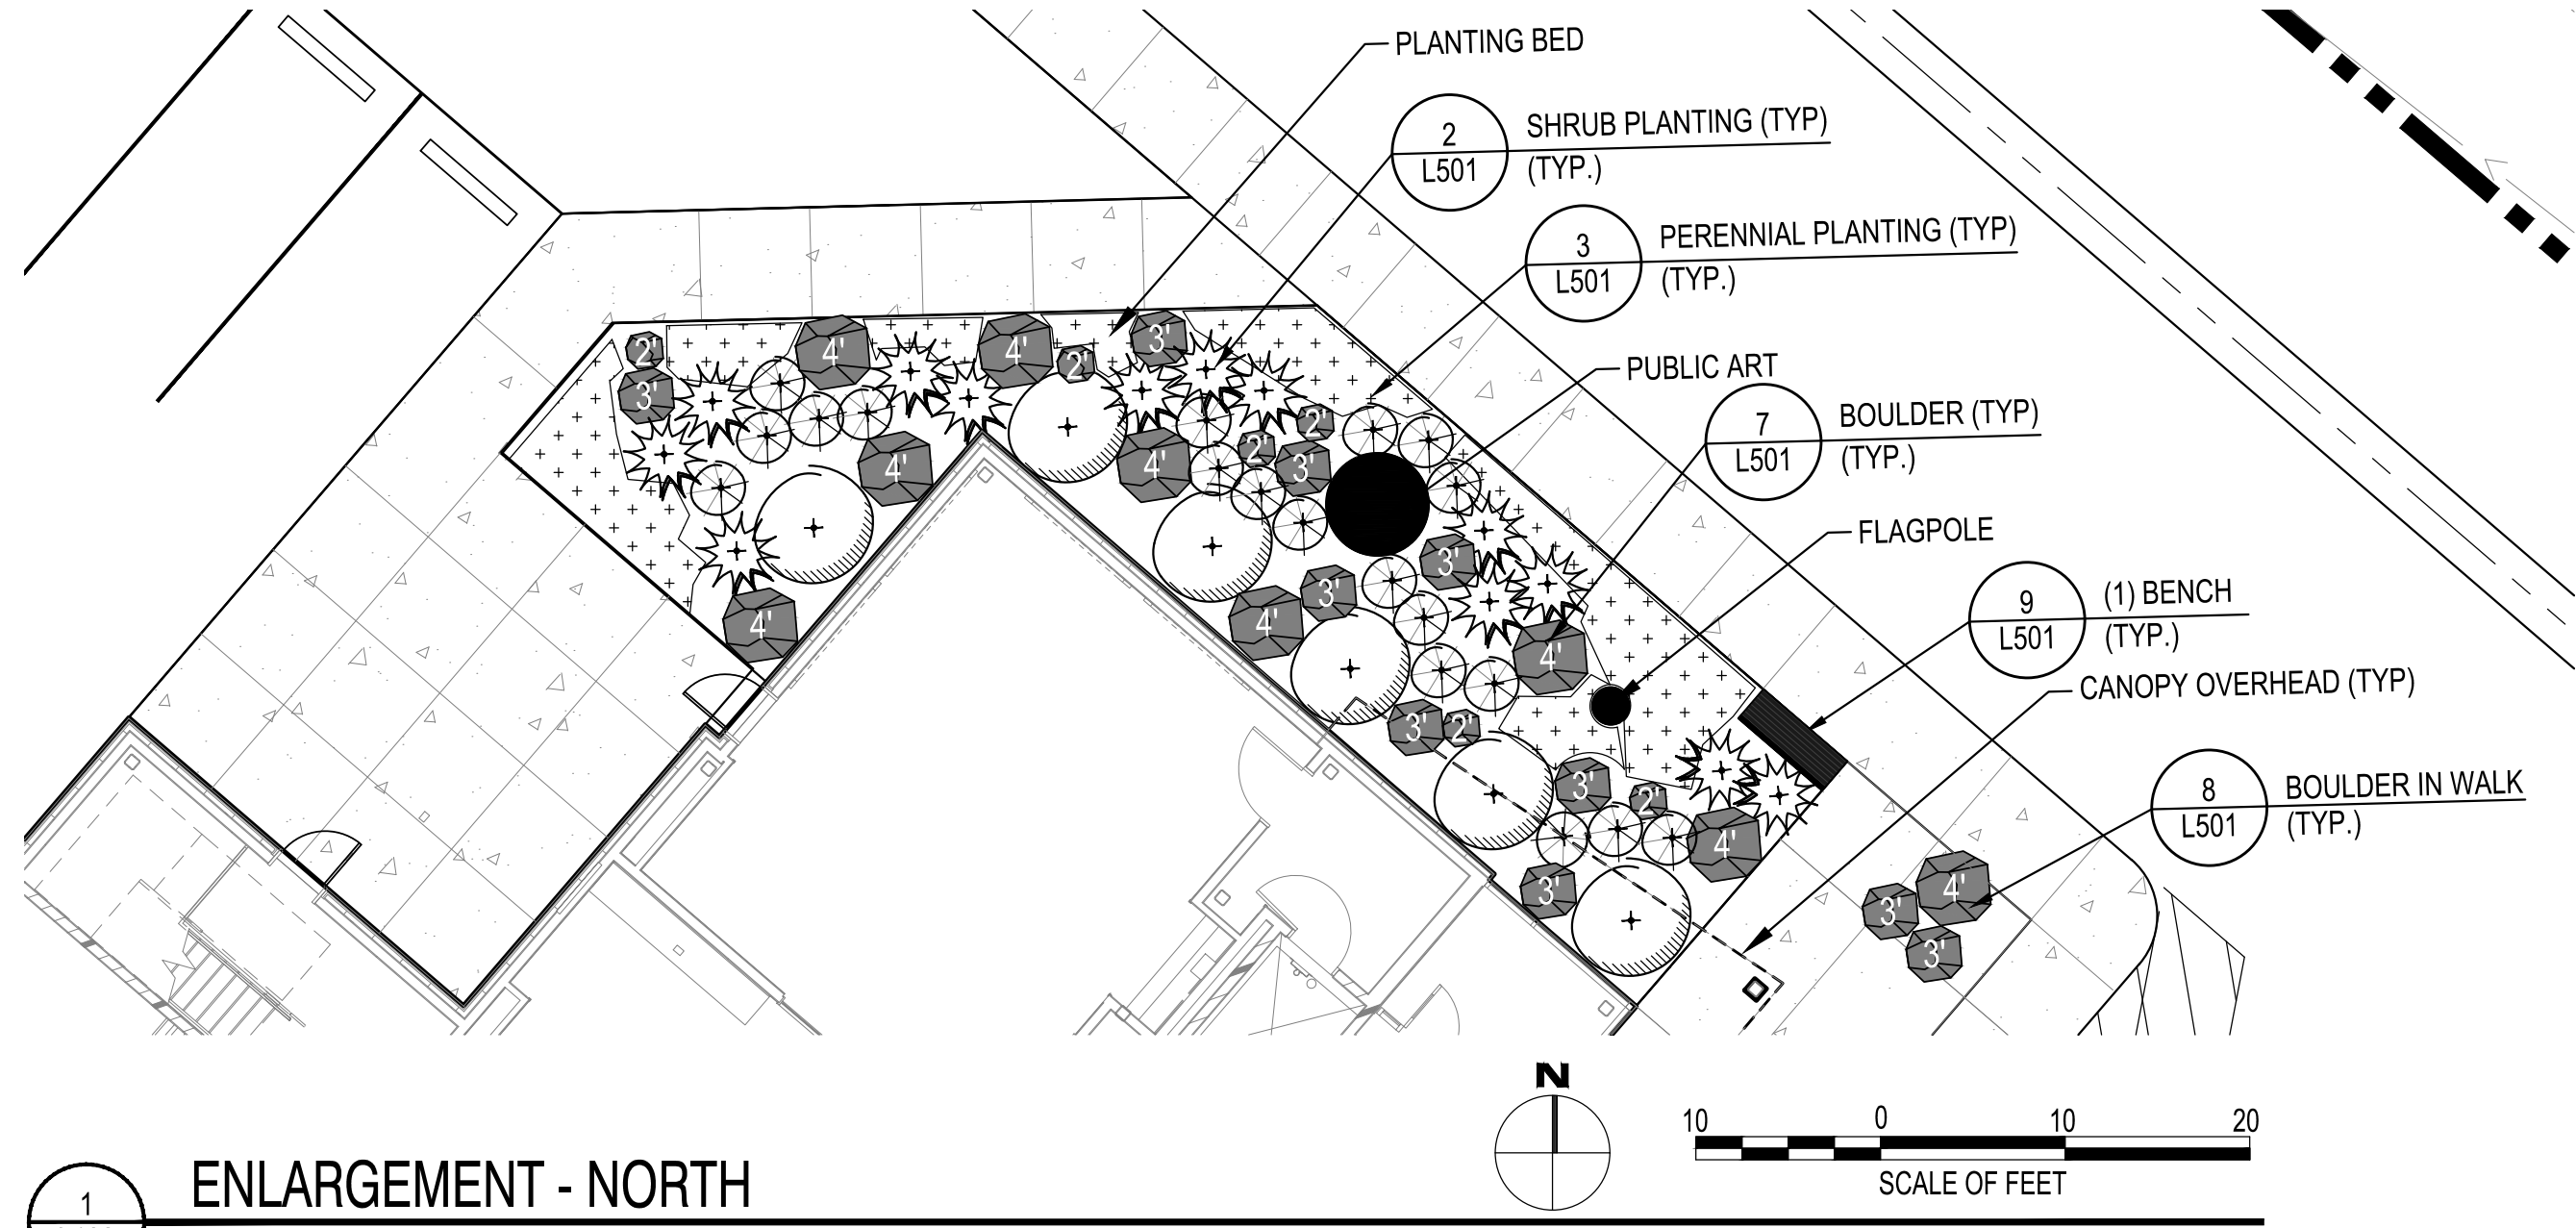 PLANTING BED
2
L501
SHRUB PLANTING (TYP)
(TYP.)
3
L501
PERENNIAL PLANTING (TYP)
(TYP.)
PUBLIC ART
7
L501
BOULDER (TYP)
(TYP.)
FLAGPOLE
9
L501
(1) BENCH
(TYP.)
CANOPY OVERHEAD (TYP)
8
L501
BOULDER IN WALK
(TYP.)
2'
3'
4'
4'
4'
4'
2'
3'
4'
2'
2'
3'
3'
3'
4'
4'
3'
2'
3'
2'
4'
3'
4'
3'
3'
N
10 0 10 20
SCALE OF FEET
1
ENLARGEMENT - NORTH